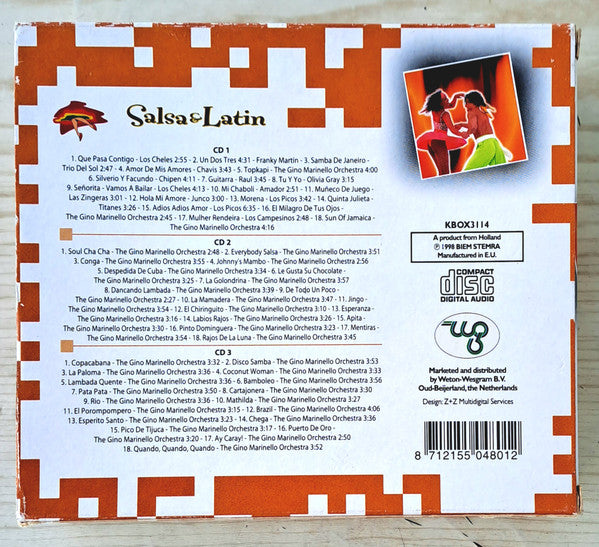 Salsa & Latin
CD 1
1. Que Pasa Contigo - Los Cheles 2:55 - 2. Un Dos Tres 4:31 - Franky Martin - 3. Samba De Janeiro -
Trio Del Sol 2:47 - 4. Amor De Mis Amores - Chavis 3:43 - 5. Topkapi - The Gino Marinello Orchestra 4:00
6. Silverio Y Facundo - Chipen 4:11 - 7. Guitarra - Raul 3:45 - 8. Tu Y Yo - Olivia Gray 3:15
9. Señorita - Vamos A Bailar - Los Cheles 4:13 - 10. Mi Chaboli - Amador 2:51 - 11. Muñeco De Juego -
Las Zingeras 3:01 - 12. Hola Mi Amore - Junco 3:00 - 13. Morena - Los Picos 3:42 - 14. Quinta
Titanes 3:26 - 15. Adios Adios Amor - Los Picos 6:35 - 16. El Milagro De Tus Ojos -
The Gino Marinello Orchestra 2:45 - 17. Mulher Rendeira - Los Campesinos 2:48 - 18. Sun Of Jamaica -
The Gino Marinello Orchestra 4:16
CD 2
1. Soul Cha Cha - The Gino Marinello Orchestra 2:48 - 2. Everybody Salsa - The Gino Marinello Orchestra 3:51
3. Conga - The Gino Marinello Orchestra 3:52 - 4. Johnny's Mambo - The Gino Marinello Orchestra 2:56
5. Despedida De Cuba - The Gino Marinello Orchestra 3:34 - 6. Le Gusta Su Chocolate -
The Gino Marinello Orchestra 3:25 - 7. La Golondrina - The Gino Marinello Orchestra 3:57
8. Dancando Lambada - The Gino Marinello Orchestra 3:39 - 9. De Todo Un Poco -
The Gino Marinello Orchestra 2:27 - 10. La Mamadera - The Gino Marinello Orchestra 3:47 - 11. Jingo -
The Gino Marinello Orchestra 3:54 - 12. El Chiringuito - The Gino Marinello Orchestra 3:10 - 13. Esperanza -
The Gino Marinello Orchestra 3:16 - 14. Labios Rajos - The Gino Marinello Orchestra 3:26 - 15. Apita -
The Gino Marinello Orchestra 3:30 - 16. Pinto Dominguero - The Gino Marinello Orchestra 3:23 - 17. Mentiras -
The Gino Marinello Orchestra 3:54 - 18. Rajos De La Luna - The Gino Marinello Orchestra 3:45
CD 3
1. Copacabana - The Gino Marinello Orchestra 3:32 - 2. Disco Samba - The Gino Marinello Orchestra 3:53
3. La Paloma - The Gino Marinello Orchestra 3:36 - 4. Coconut Woman - The Gino Marinello Orchestra 3:33
5. Lambada Quente - The Gino Marinello Orchestra 3:36 - 6. Bamboleo - The Gino Marinello Orchestra 3:56
7. Pata Pata - The Gino Marinello Orchestra 3:50 - 8. Cartajonera - The Gino Marinello Orchestra 3:30
9. Rio - The Gino Marinello Orchestra 3:36 - 10. Mathilda - The Gino Marinello Orchestra 3:27
11. El Porompompero - The Gino Marinello Orchestra 3:15 - 12. Brazil - The Gino Marinello Orchestra 4:06
13. Esperito Santo - The Gino Marinello Orchestra 3:23 - 14. Chega - The Gino Marinello Orchestra 3:36
15. Pico De Tijuca - The Gino Marinello Orchestra 3:17 - 16. Puerto De Oro -
The Gino Marinello Orchestra 3:20 - 17. Ay Caray! - The Gino Marinello Orchestra 2:50
18. Quando, Quando, Quando - The Gino Marinello Orchestra 3:52
KBOX3114
A product from Holland
℗ 1998 BIEM STEMRA
Manufactured in E.U.
COMPACT
disc
DIGITAL AUDIO
Marketed and distributed
by Weton-Wesgram B.V.
Oud-Beijerland, the Netherlands
Design: Z+Z Multidigital Services
8 712155 048012